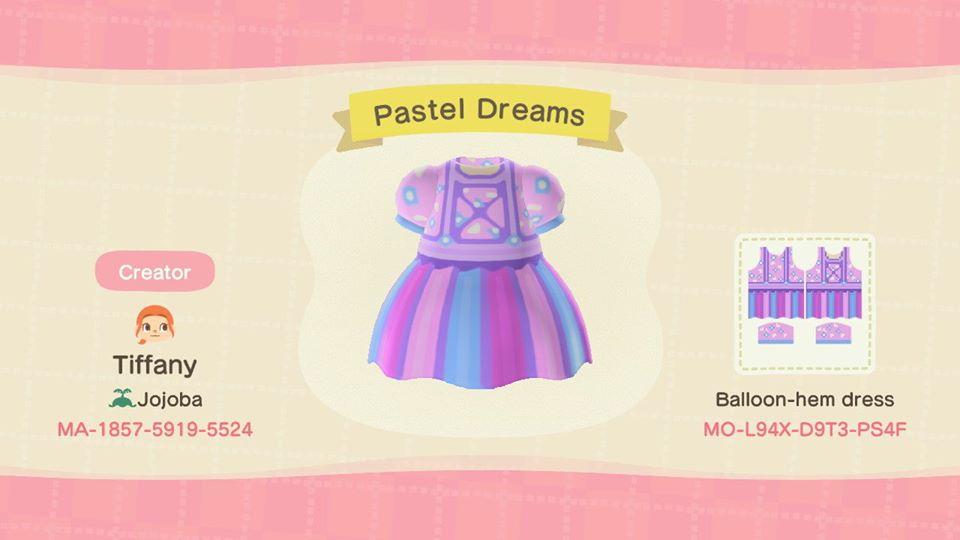 Pastel Dreams
Creator
Tiffany
Jojoba
MA-1857-5919-5524
Balloon-hem dress
MO-L94X-D9T3-PS4F